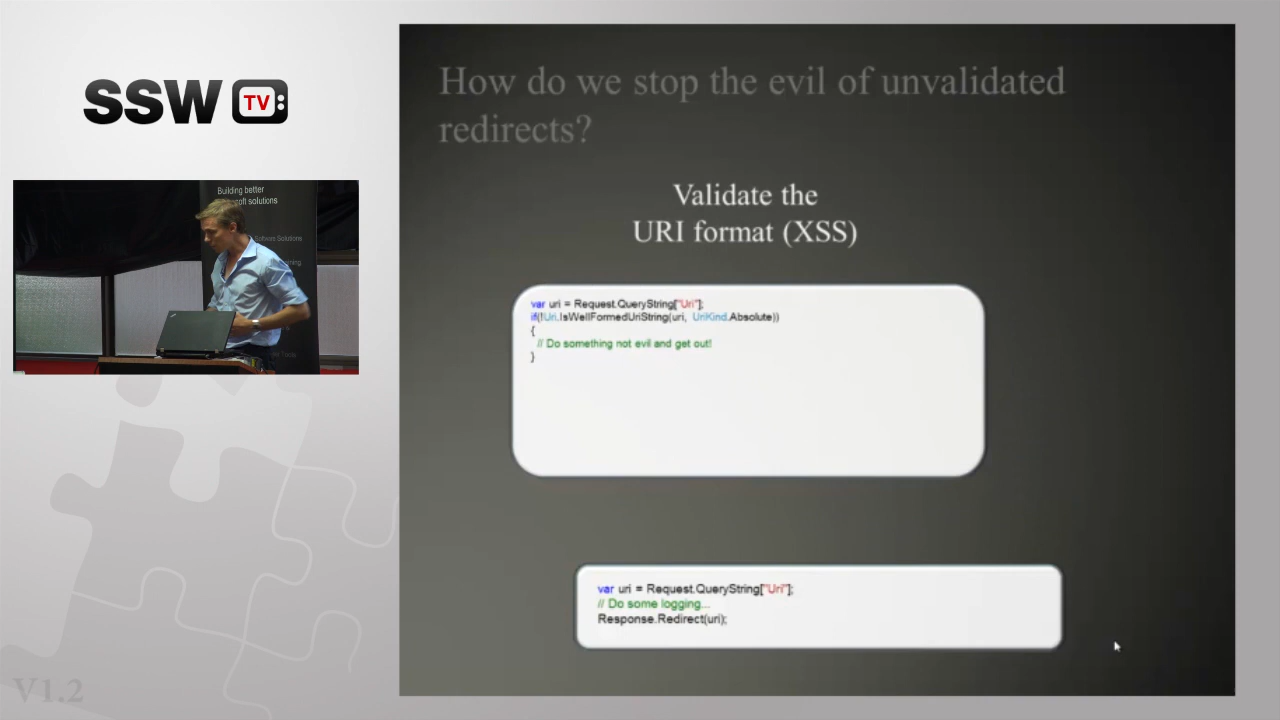 SSW TV
Building better
soft solutions
Software Solutions
How do we stop the evil of unvalidated
redirects?
Validate the
URI format (XSS)
var uri = Request.QueryString["Uri"];
if(!Uri.IsWellFormedUriString(uri, UriKind.Absolute))
{
// Do something not evil and get out!
}
var uri = Request.QueryString["Uri"];
// Do some logging...
Response.Redirect(uri);
V1.2